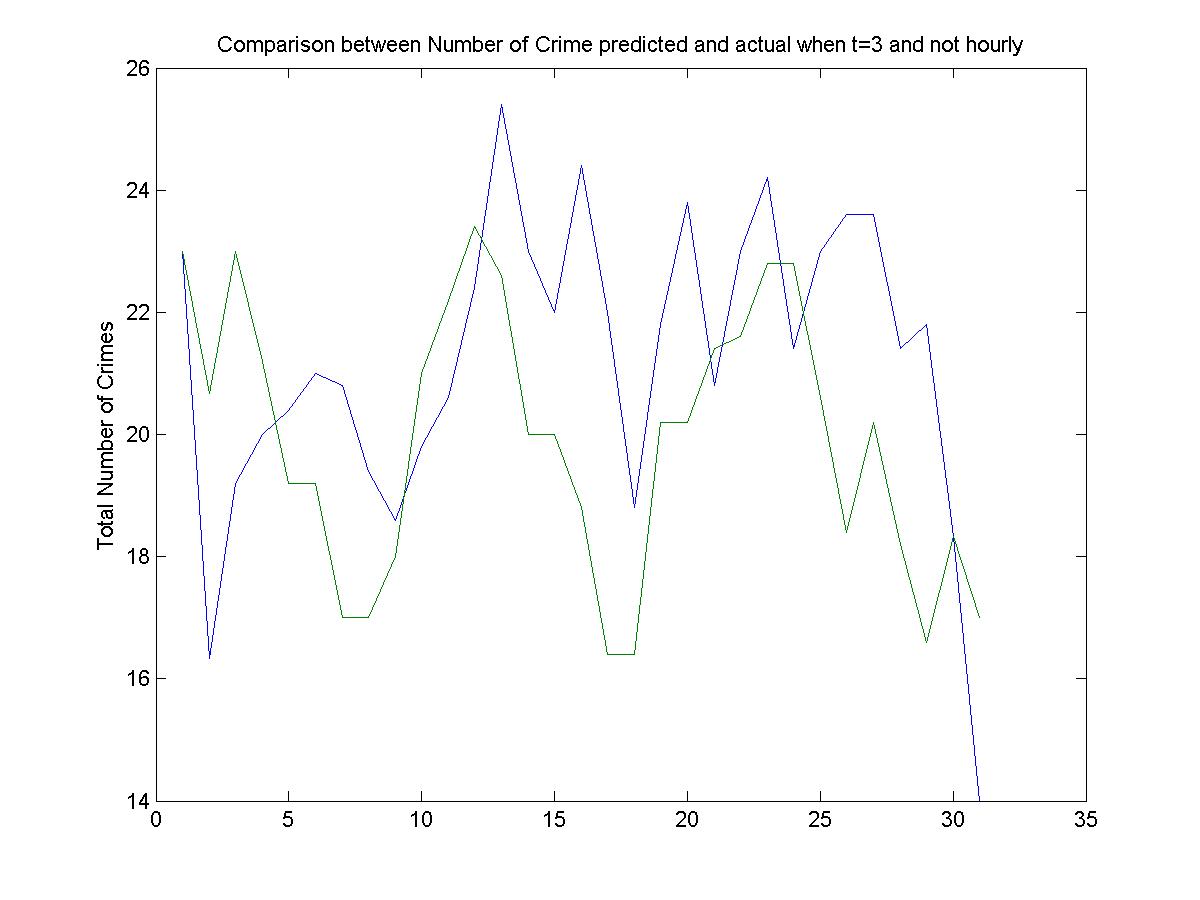 Comparison between Number of Crime predicted and actual when t=3 and not hourly
26
24
22
20
18
16
14
Total Number of Crimes
0 5 10 15 20 25 30 35